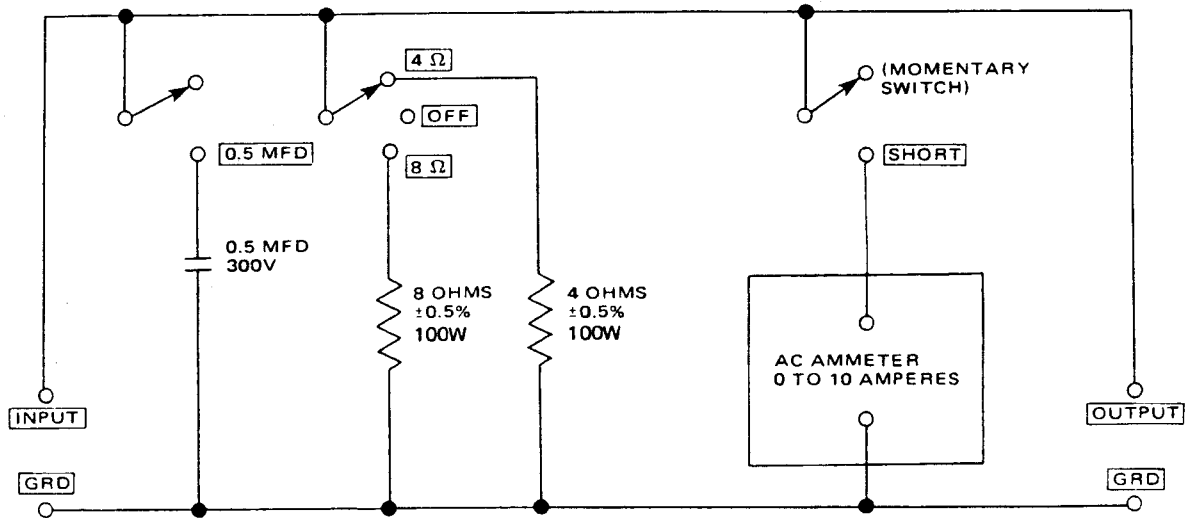 4 Ω
(MOMENTARY
SWITCH)
OFF
0.5 MFD
8 Ω
SHORT
0.5 MFD
300V
8 OHMS
±0.5%
100W
4 OHMS
±0.5%
100W
AC AMMETER
0 TO 10 AMPERES
INPUT
OUTPUT
GRD
GRD